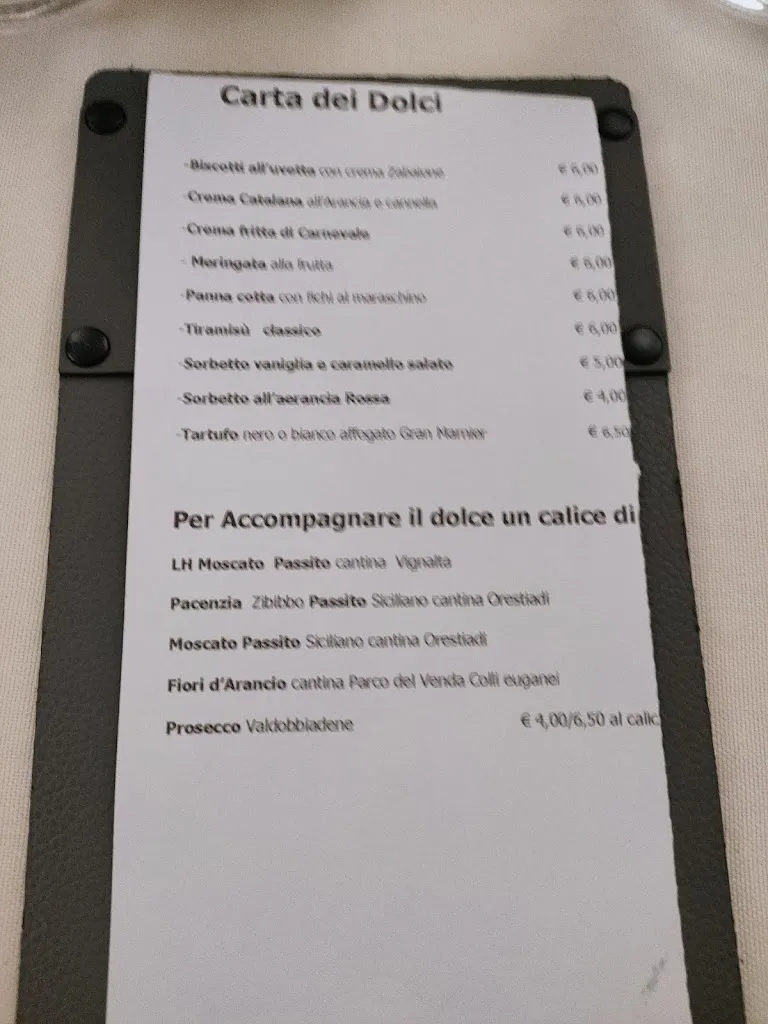 Carta dei Dolci
-Biscotti all'uvetta con crema Zabaione € 6,00
-Crema Catalana all'Arancia e cannella € 6,00
-Crema fritta di Carnevale € 6,00
- Meringata alla frutta € 6,00
-Panna cotta con fichi al maraschino € 6,00
-Tiramisù classico € 6,00
-Sorbetto vaniglia e caramello salato € 5,00
-Sorbetto all'aerancia Rossa € 4,00
-Tartufo nero o bianco affogato Gran Marnier € 6,50
Per Accompagnare il dolce un calice di
LH Moscato Passito cantina Vignalta
Pacenzia Zibibbo Passito Siciliano cantina Orestiadi
Moscato Passito Siciliano cantina Orestiadi
Fiori d'Arancio cantina Parco del Venda Colli euganei
Prosecco Valdobbiadene € 4,00/6,50 al calic